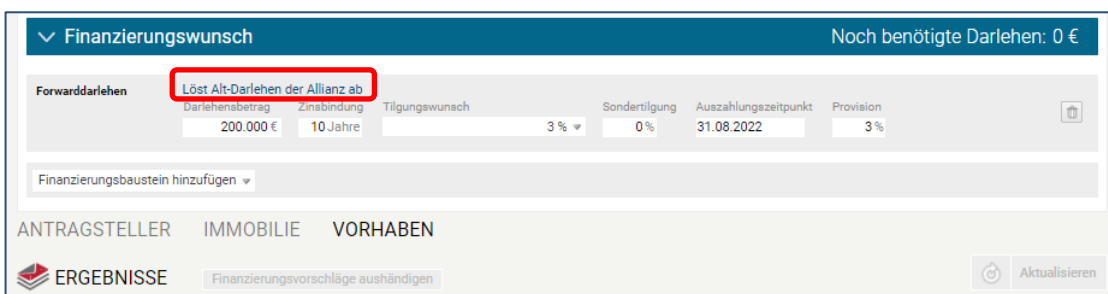 Finanzierungswunsch Noch benötigte Darlehen: 0 €
Forwarddarlehen Löst Alt-Darlehen der Allianz ab
Darlehensbetrag Zinsbindung Tilgungswunsch Sondertilgung Auszahlungszeitpunkt Provision
200.000 € 10 Jahre 3 % 0 % 31.08.2022 3 %
Finanzierungsbaustein hinzufügen
ANTRAGSTELLER IMMOBILIE VORHABEN
ERGEBNISSE Finanzierungsvorschläge aushändigen Aktualisieren